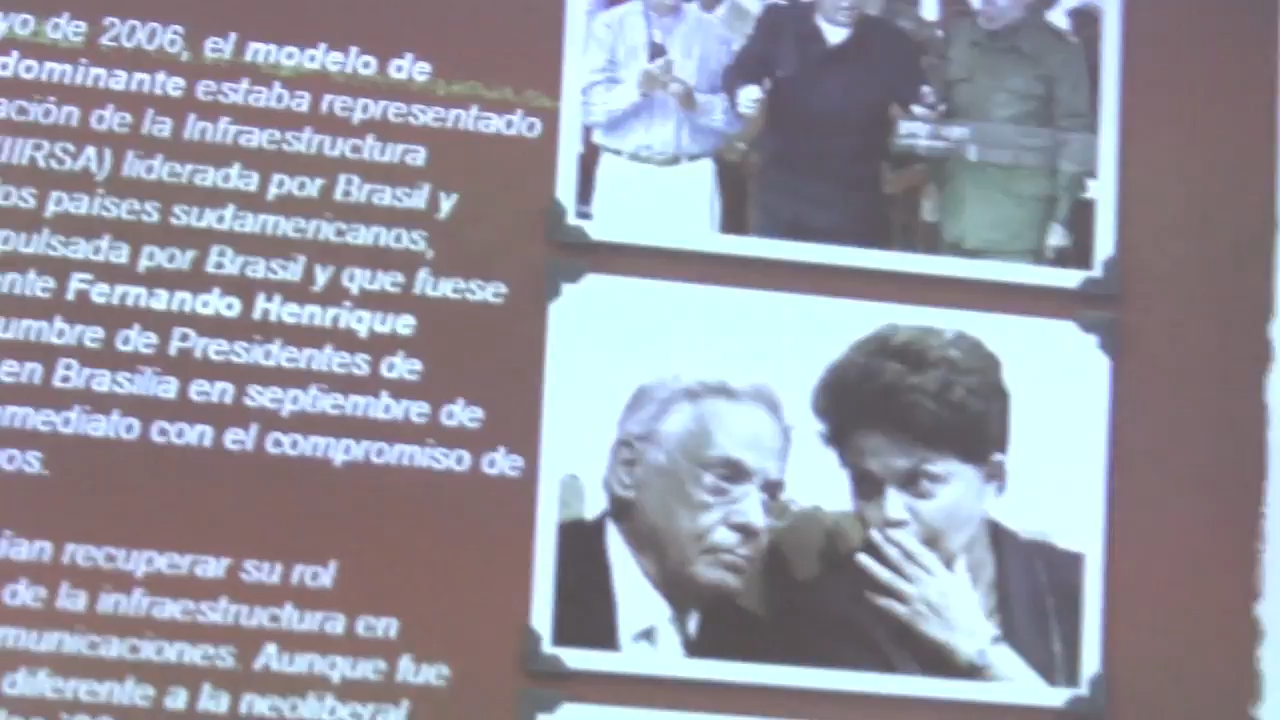 yo de 2006, el modelo de
dominante estaba representado
ación de la Infraestructura
(IIRSA) liderada por Brasil y
os países sudamericanos,
pulsada por Brasil y que fuese
ente Fernando Henrique
umbre de Presidentes de
en Brasilia en septiembre de
mediato con el compromiso de
os.
ian recuperar su rol
de la infraestructura en
municaciones. Aunque fue
diferente a la neoliberal